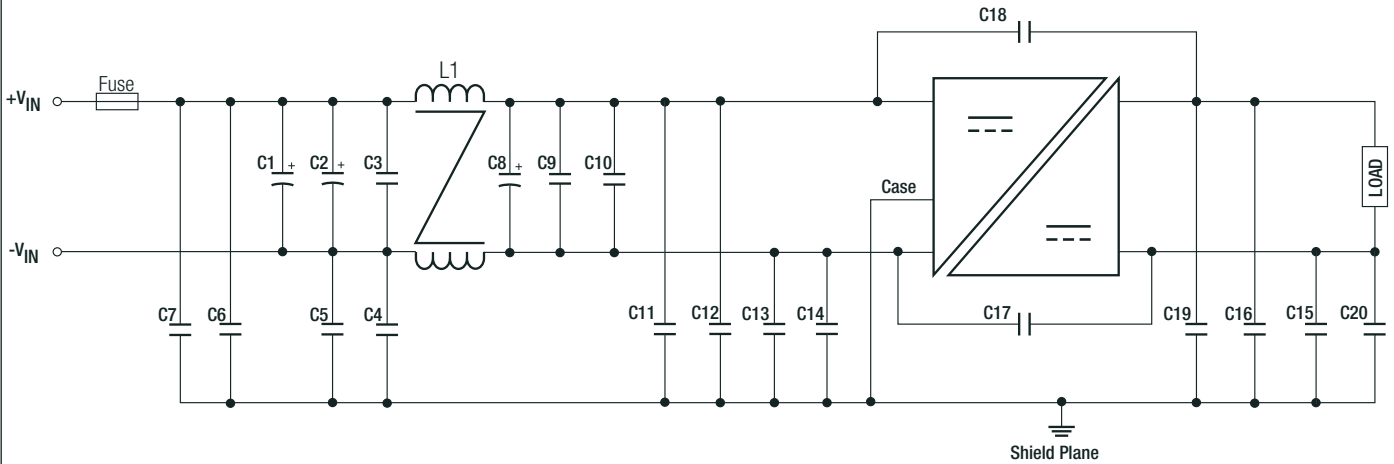 C18
Fuse
L1
+VIN
C1 +
C2 +
C3
C8 +
C9
C10
Case
LOAD
-VIN
C7
C6
C5
C4
C11
C12
C13
C14
C17
C19
C16
C15
C20
Shield Plane